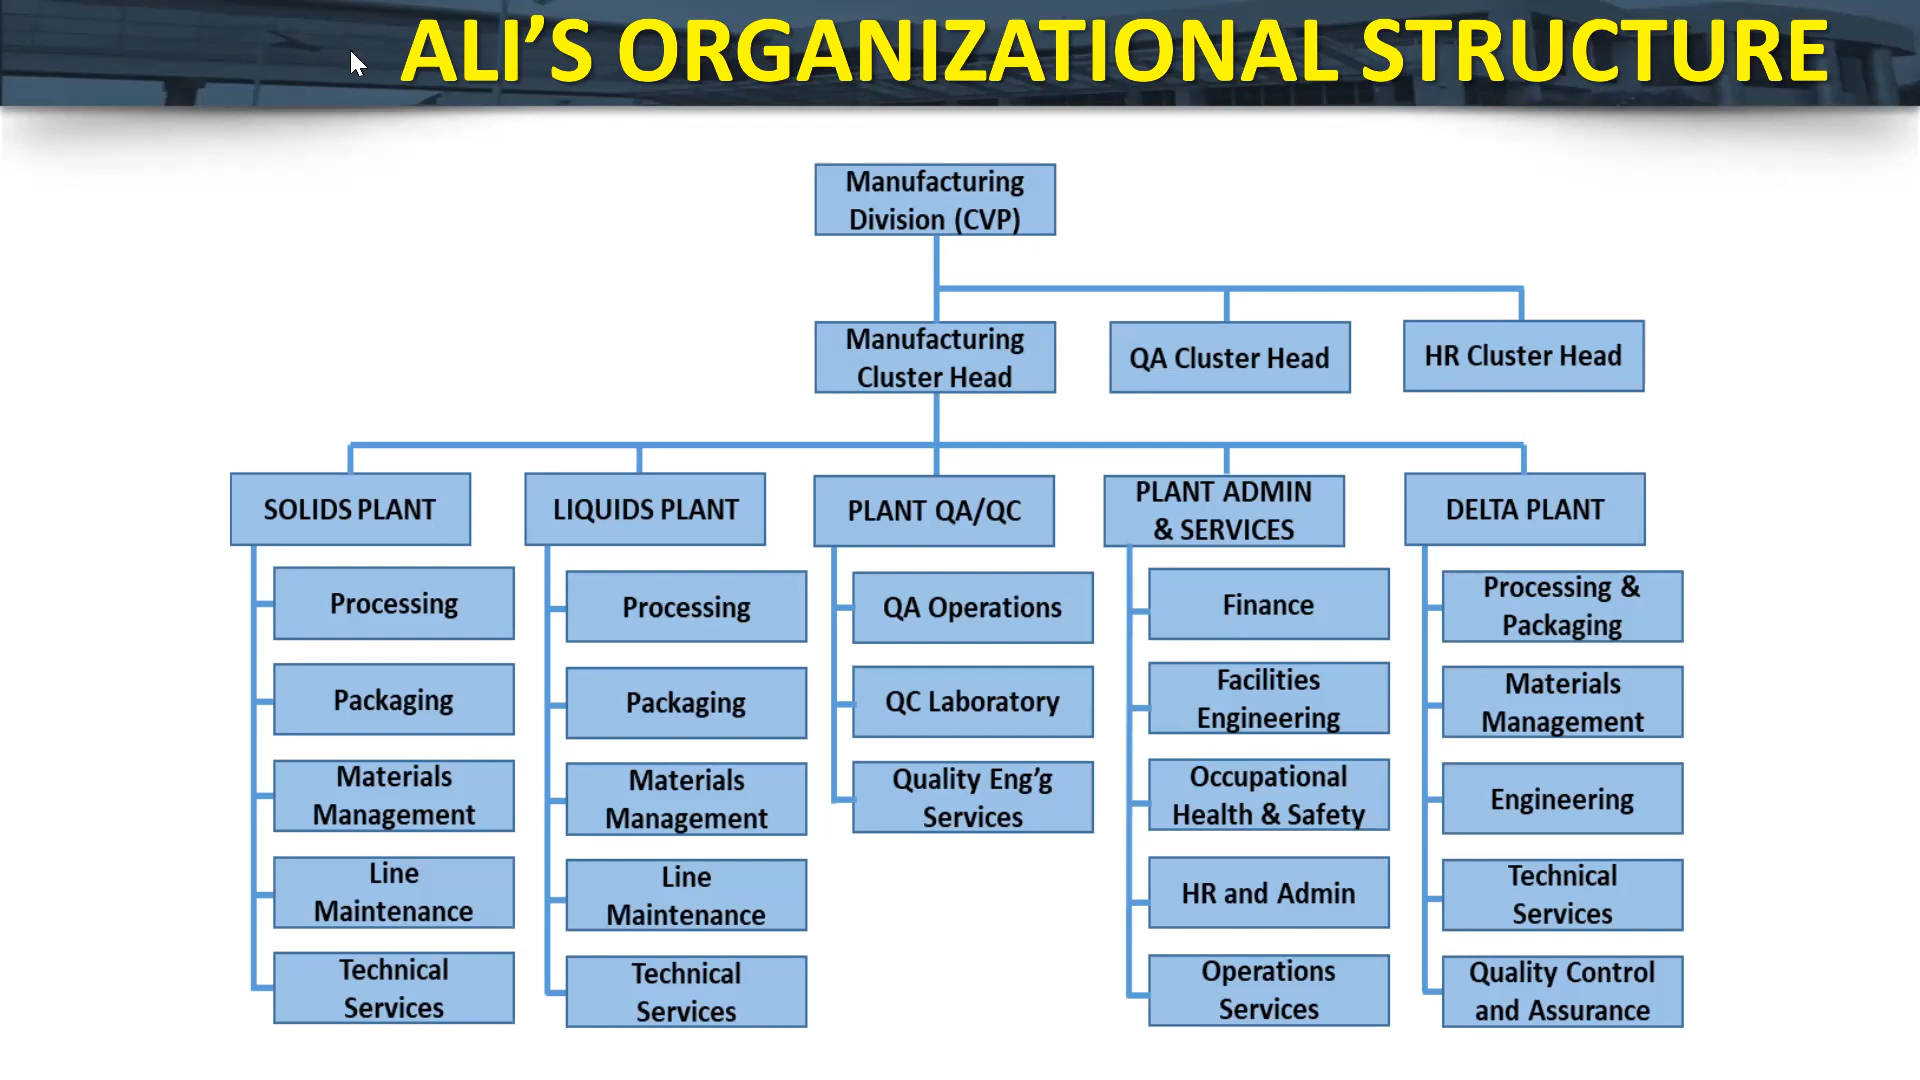 ALI’S ORGANIZATIONAL STRUCTURE
Manufacturing
Division (CVP)
Manufacturing
Cluster Head
QA Cluster Head
HR Cluster Head
SOLIDS PLANT
Processing
Packaging
Materials
Management
Line
Maintenance
Technical
Services
LIQUIDS PLANT
Processing
Packaging
Materials
Management
Line
Maintenance
Technical
Services
PLANT QA/QC
QA Operations
QC Laboratory
Quality Eng’g
Services
PLANT ADMIN
& SERVICES
Finance
Facilities
Engineering
Occupational
Health & Safety
HR and Admin
Operations
Services
DELTA PLANT
Processing &
Packaging
Materials
Management
Engineering
Technical
Services
Quality Control
and Assurance